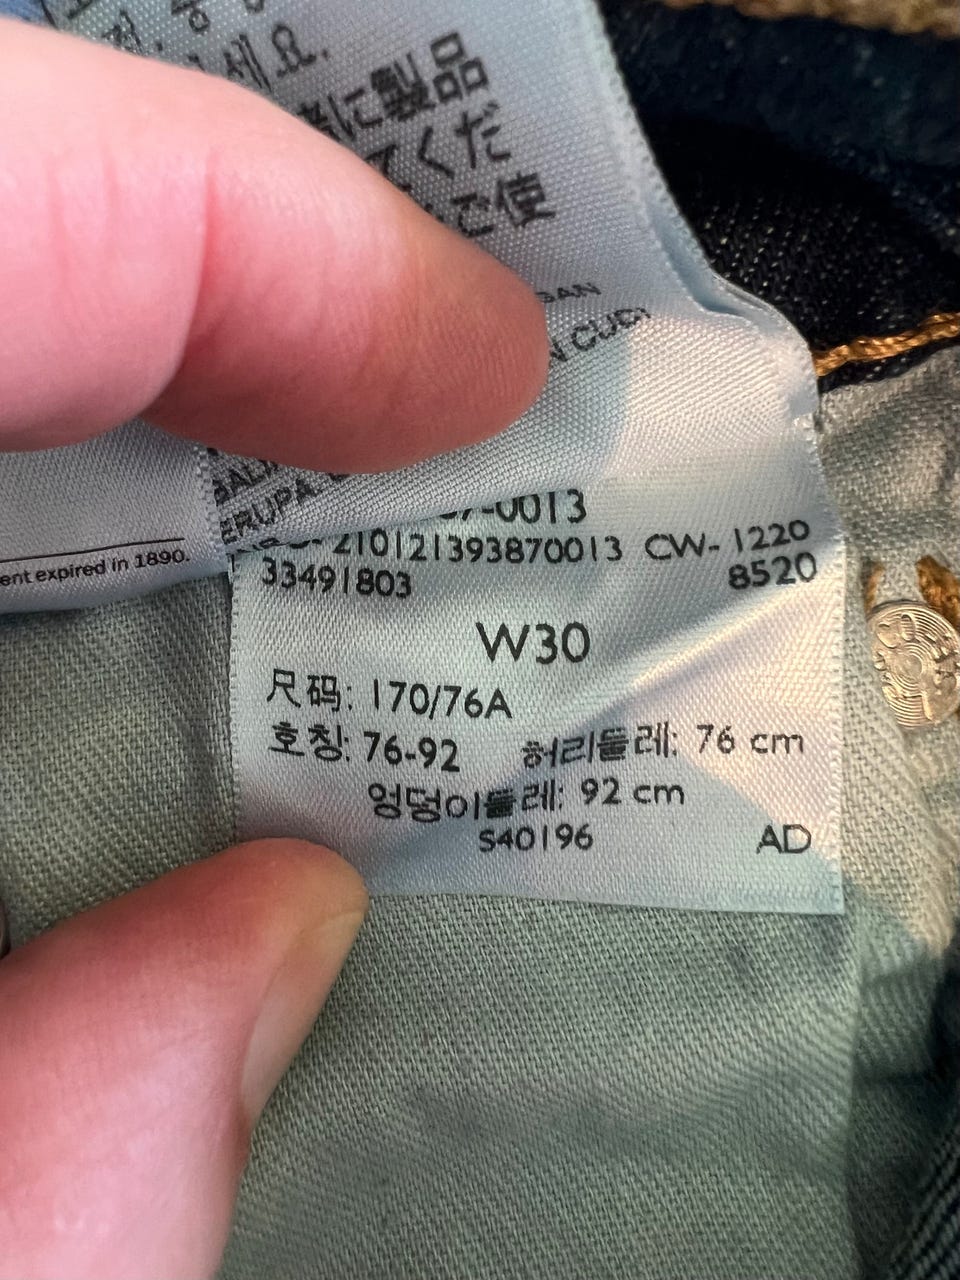 세요.
に製品
てくだ
ご使
CUCI
-0013
210121393870013 CW- 1220
33491803 8520
ent expired in 1890.
W30
尺码: 170/76A
호칭: 76-92 허리둘레: 76 cm
엉덩이둘레: 92 cm
S40196 AD